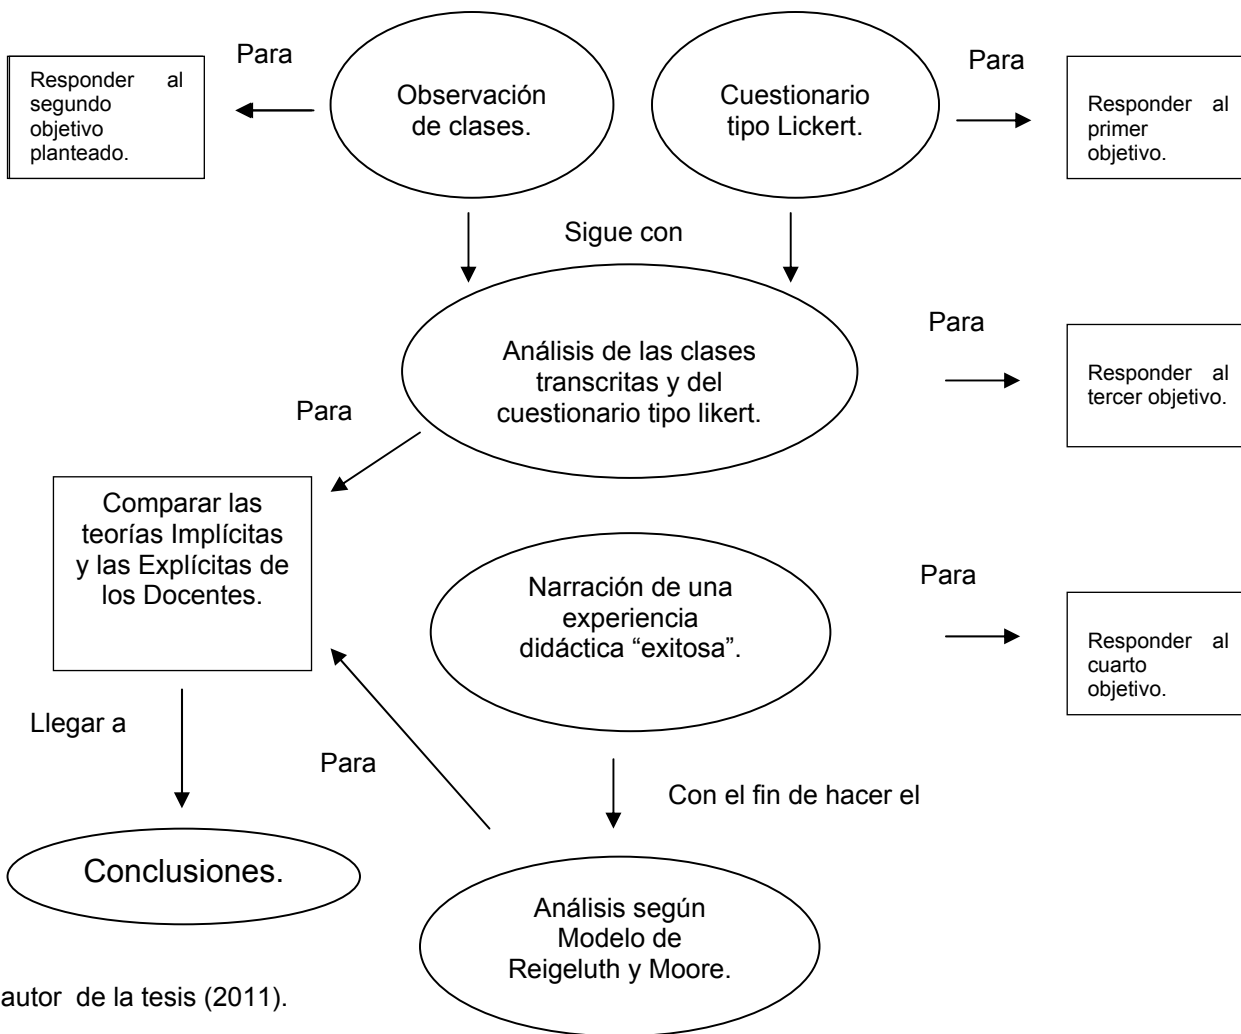 Para
Responder al
segundo
objetivo
planteado.
Observación
de clases.
Cuestionario
tipo Lickert.
Para
Responder al
primer
objetivo.
Sigue con
Análisis de las clases
transcritas y del
cuestionario tipo likert.
Para
Responder al
tercer objetivo.
Para
Comparar las
teorías Implícitas
y las Explícitas de
los Docentes.
Narración de una
experiencia
didáctica “exitosa”.
Para
Responder al
cuarto
objetivo.
Llegar a
Para
Con el fin de hacer el
Conclusiones.
Análisis según
Modelo de
Reigeluth y Moore.
autor de la tesis (2011).